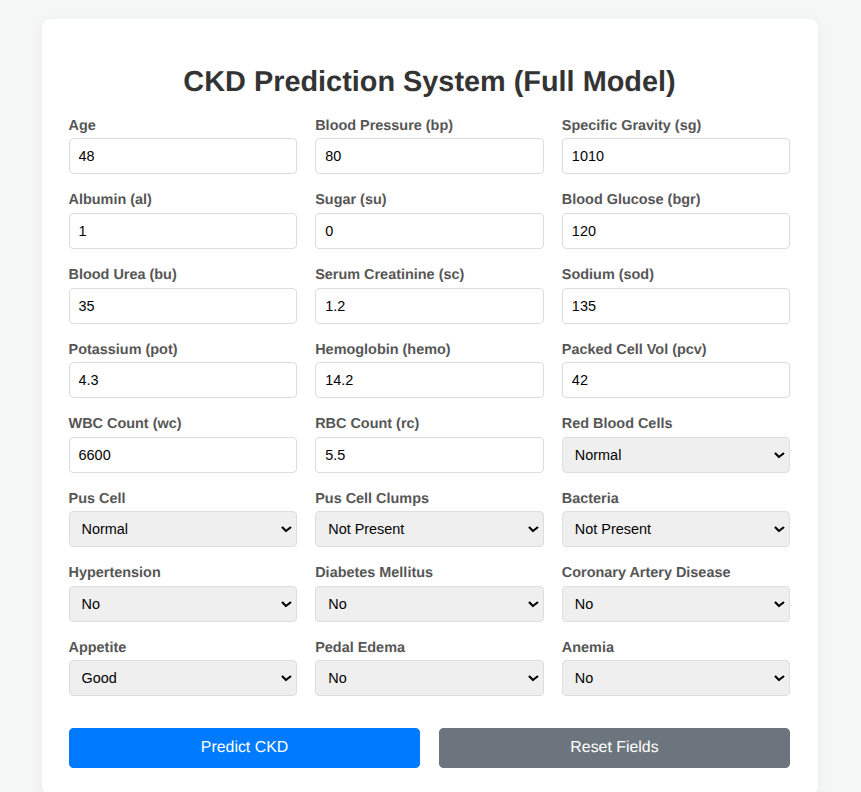 CKD Prediction System (Full Model)
Age Blood Pressure (bp) Specific Gravity (sg)
48 80 1010
Albumin (al) Sugar (su) Blood Glucose (bgr)
1 0 120
Blood Urea (bu) Serum Creatinine (sc) Sodium (sod)
35 1.2 135
Potassium (pot) Hemoglobin (hemo) Packed Cell Vol (pcv)
4.3 14.2 42
WBC Count (wc) RBC Count (rc) Red Blood Cells
6600 5.5 Normal
Pus Cell Pus Cell Clumps Bacteria
Normal Not Present Not Present
Hypertension Diabetes Mellitus Coronary Artery Disease
No No No
Appetite Pedal Edema Anemia
Good No No
Predict CKD Reset Fields